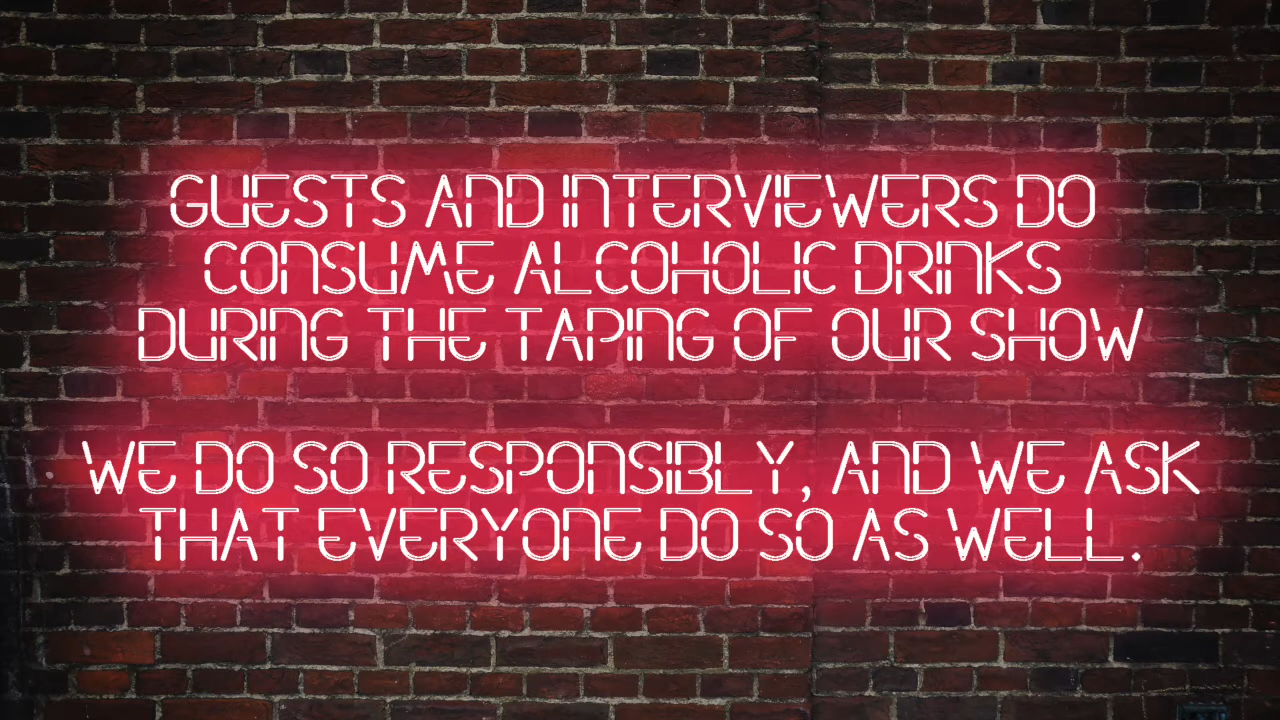 GUESTS AND INTERVIEWERS DO
CONSUME ALCOHOLIC DRINKS
DURING THE TAPING OF OUR SHOW
WE DO SO RESPONSIBLY, AND WE ASK
THAT EVERYONE DO SO AS WELL.